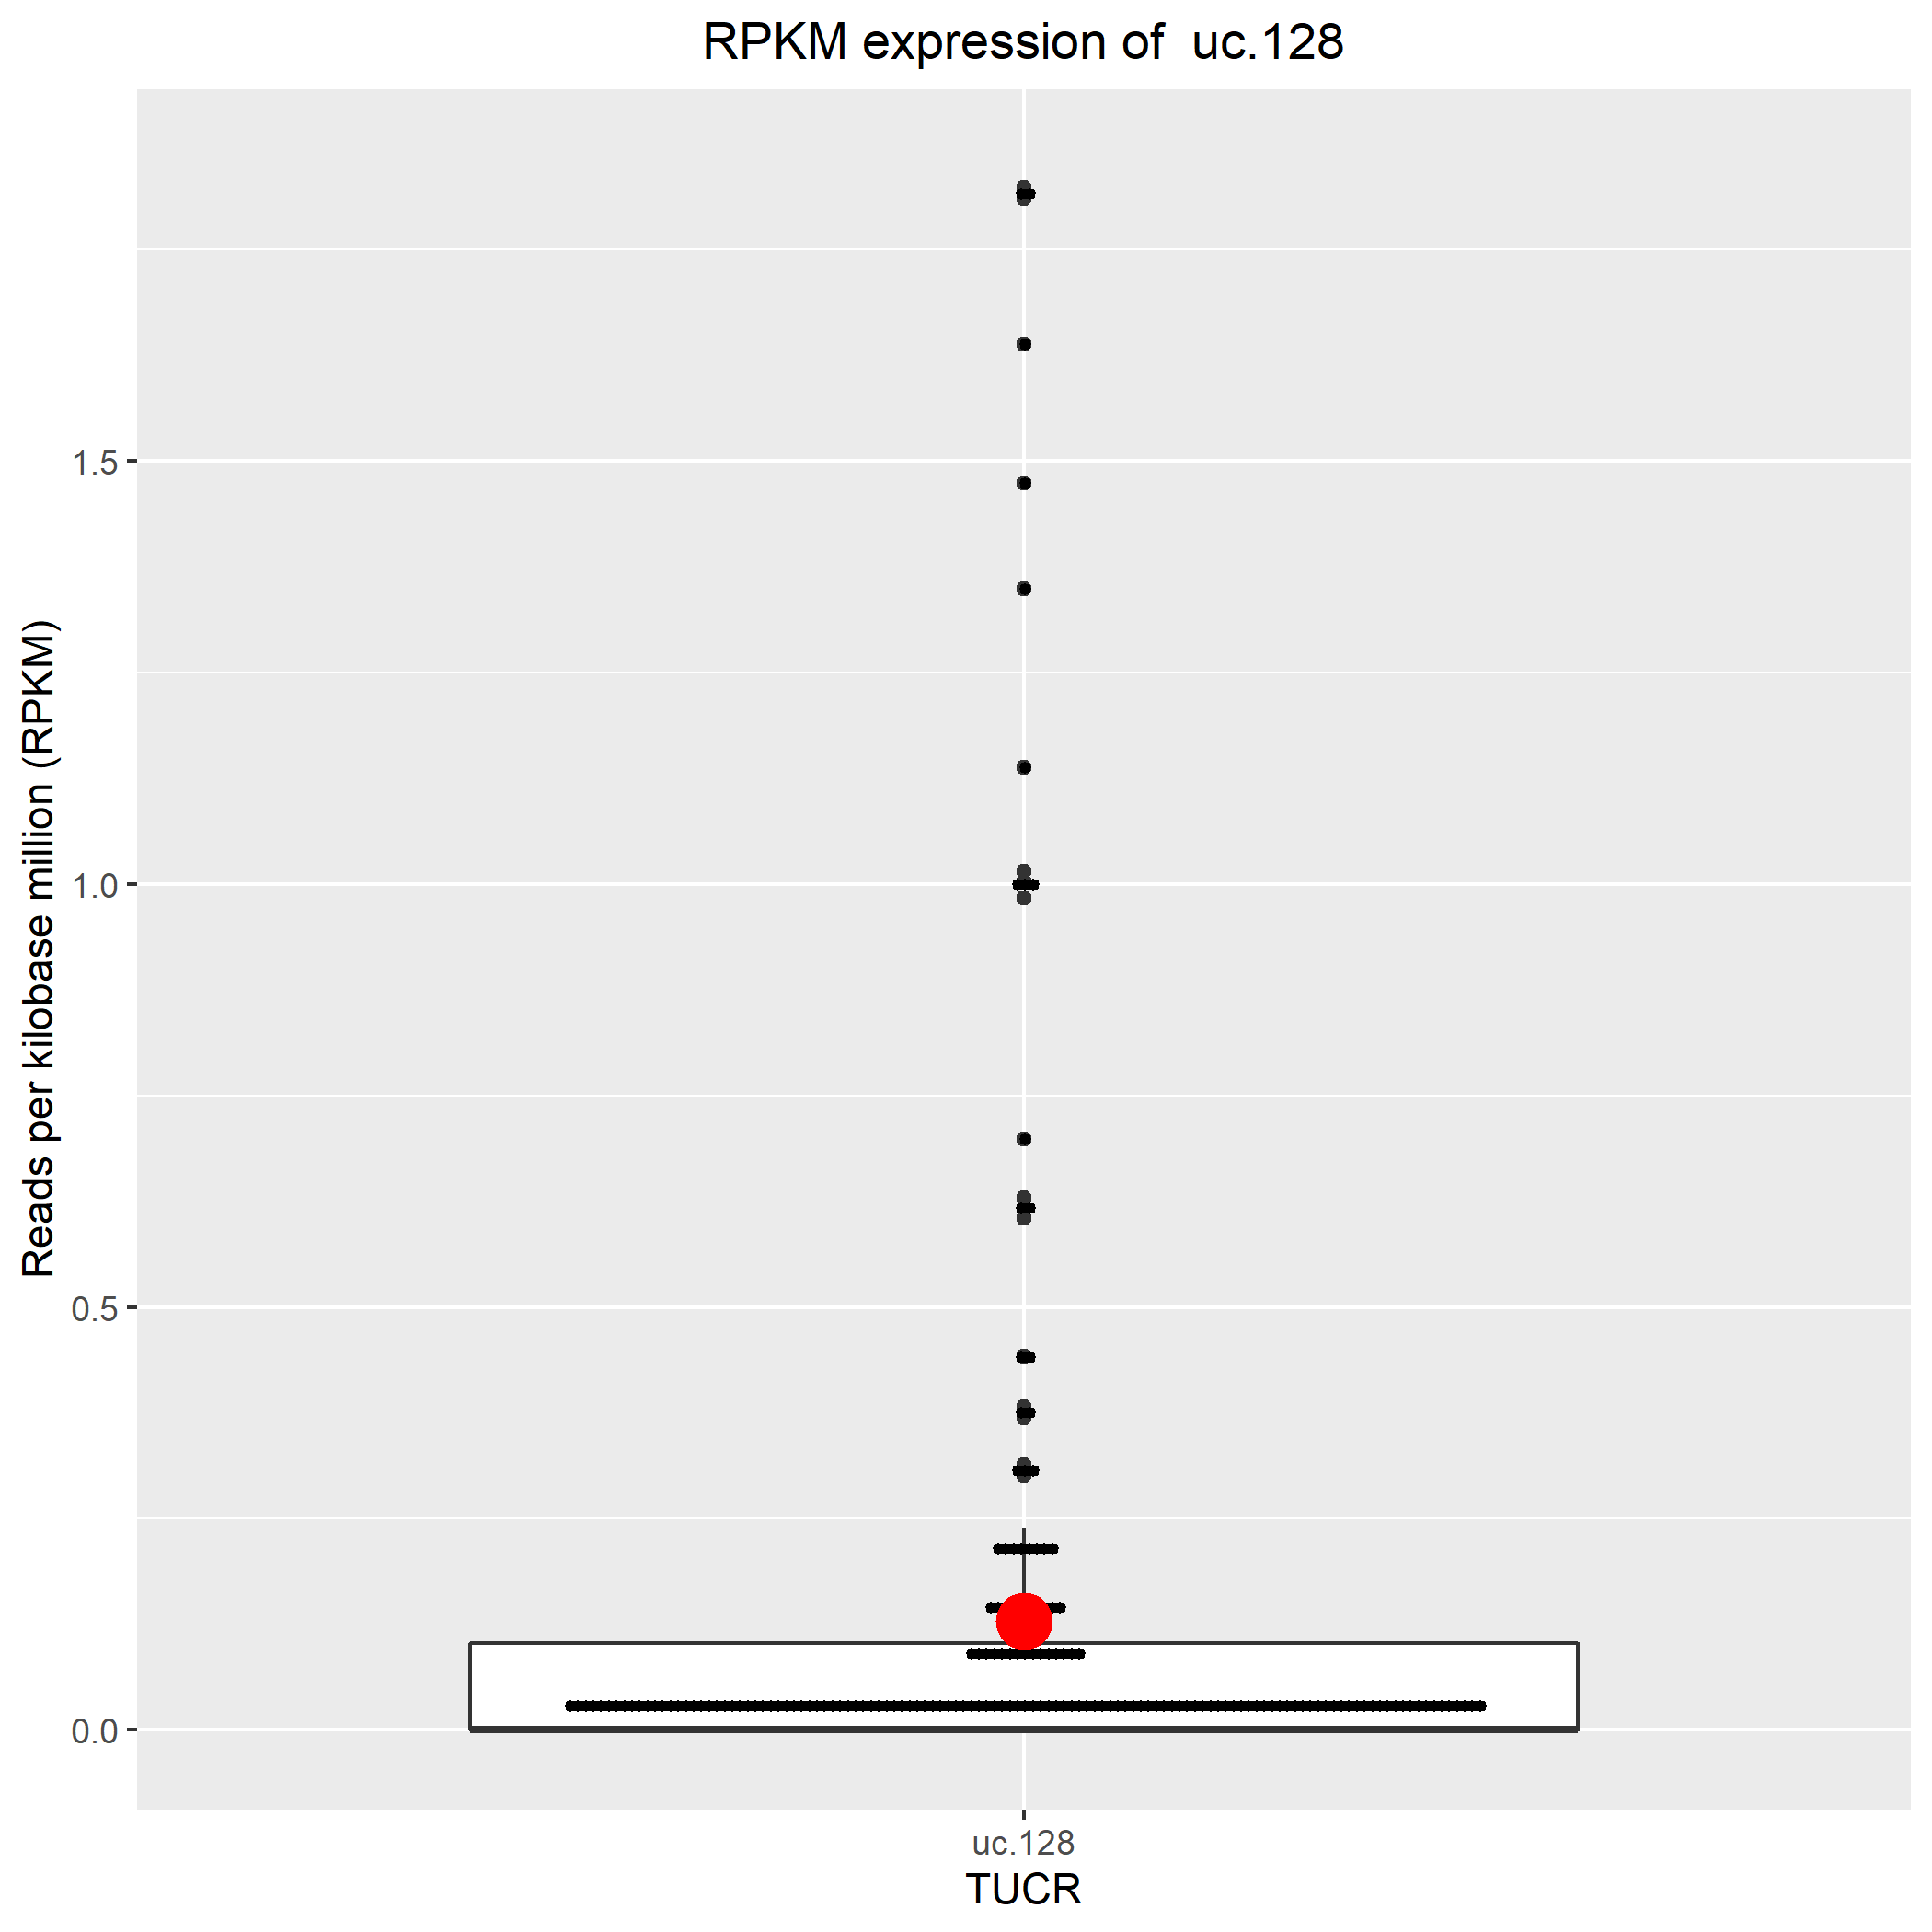 RPKM expression of  uc.128
Reads per kilobase million (RPKM)
1.5
1.0
0.5
0.0
uc.128
TUCR